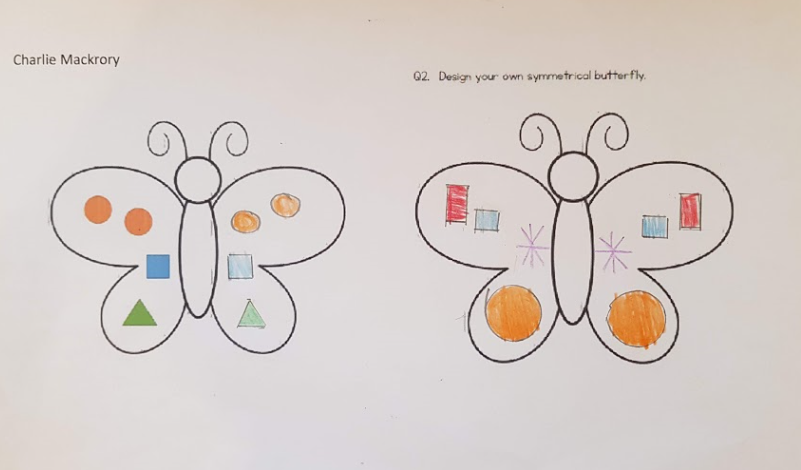 Charlie Mackrory
Q2. Design your own symmetrical butterfly.